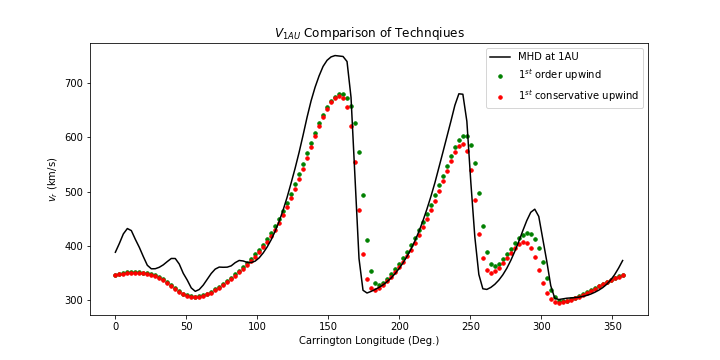 V1AU Comparison of Technqiues
MHD at 1AU
1st order upwind
1st conservative upwind
700
600
500
400
300
vr (km/s)
0 50 100 150 200 250 300 350
Carrington Longitude (Deg.)